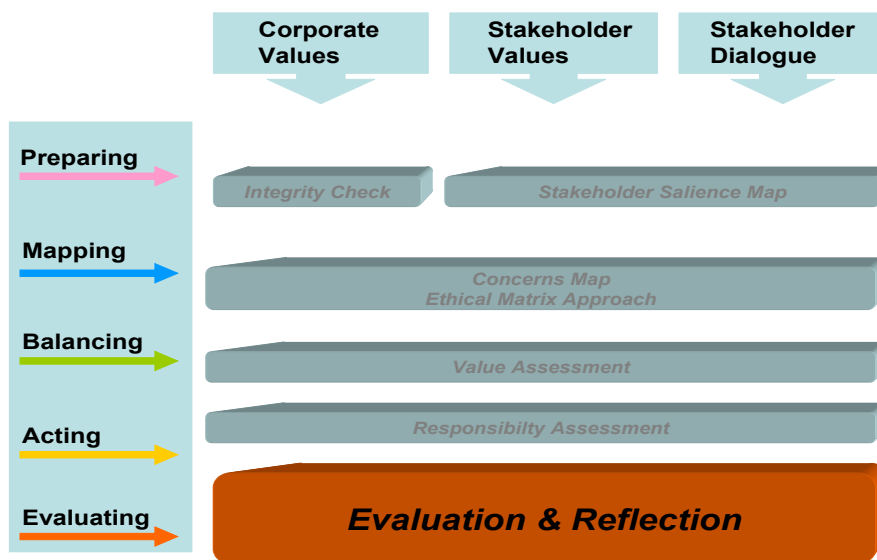 Corporate
Values
Stakeholder
Values
Stakeholder
Dialogue
Preparing
Integrity Check
Stakeholder Salience Map
Mapping
Concerns Map
Ethical Matrix Approach
Balancing
Value Assessment
Acting
Responsibilty Assessment
Evaluating
Evaluation & Reflection